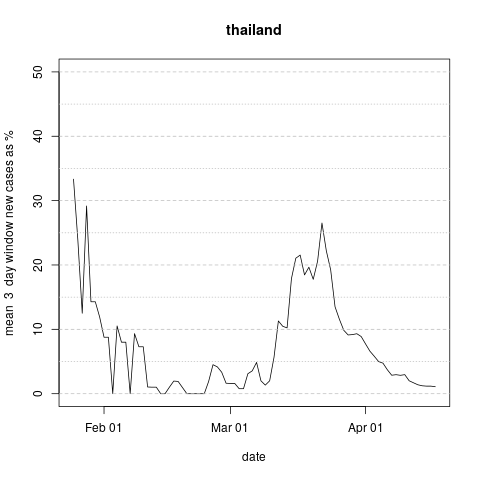 thailand
mean 3 day window new cases as %
50
40
30
20
10
0
Feb 01
Mar 01
Apr 01
date